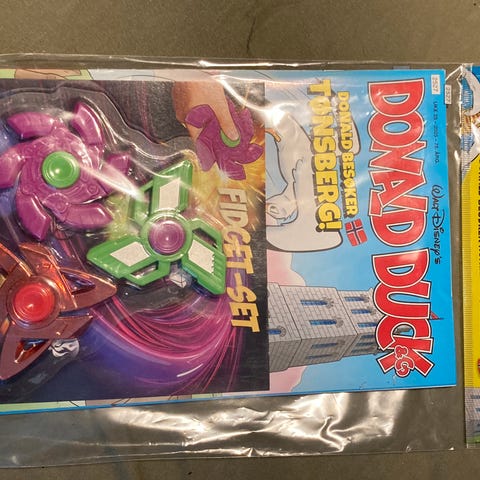 DONALD DUCK
& Co
Walt Disney's
DONALD BESØKER
TØNSBERG!
FIDGET-SET